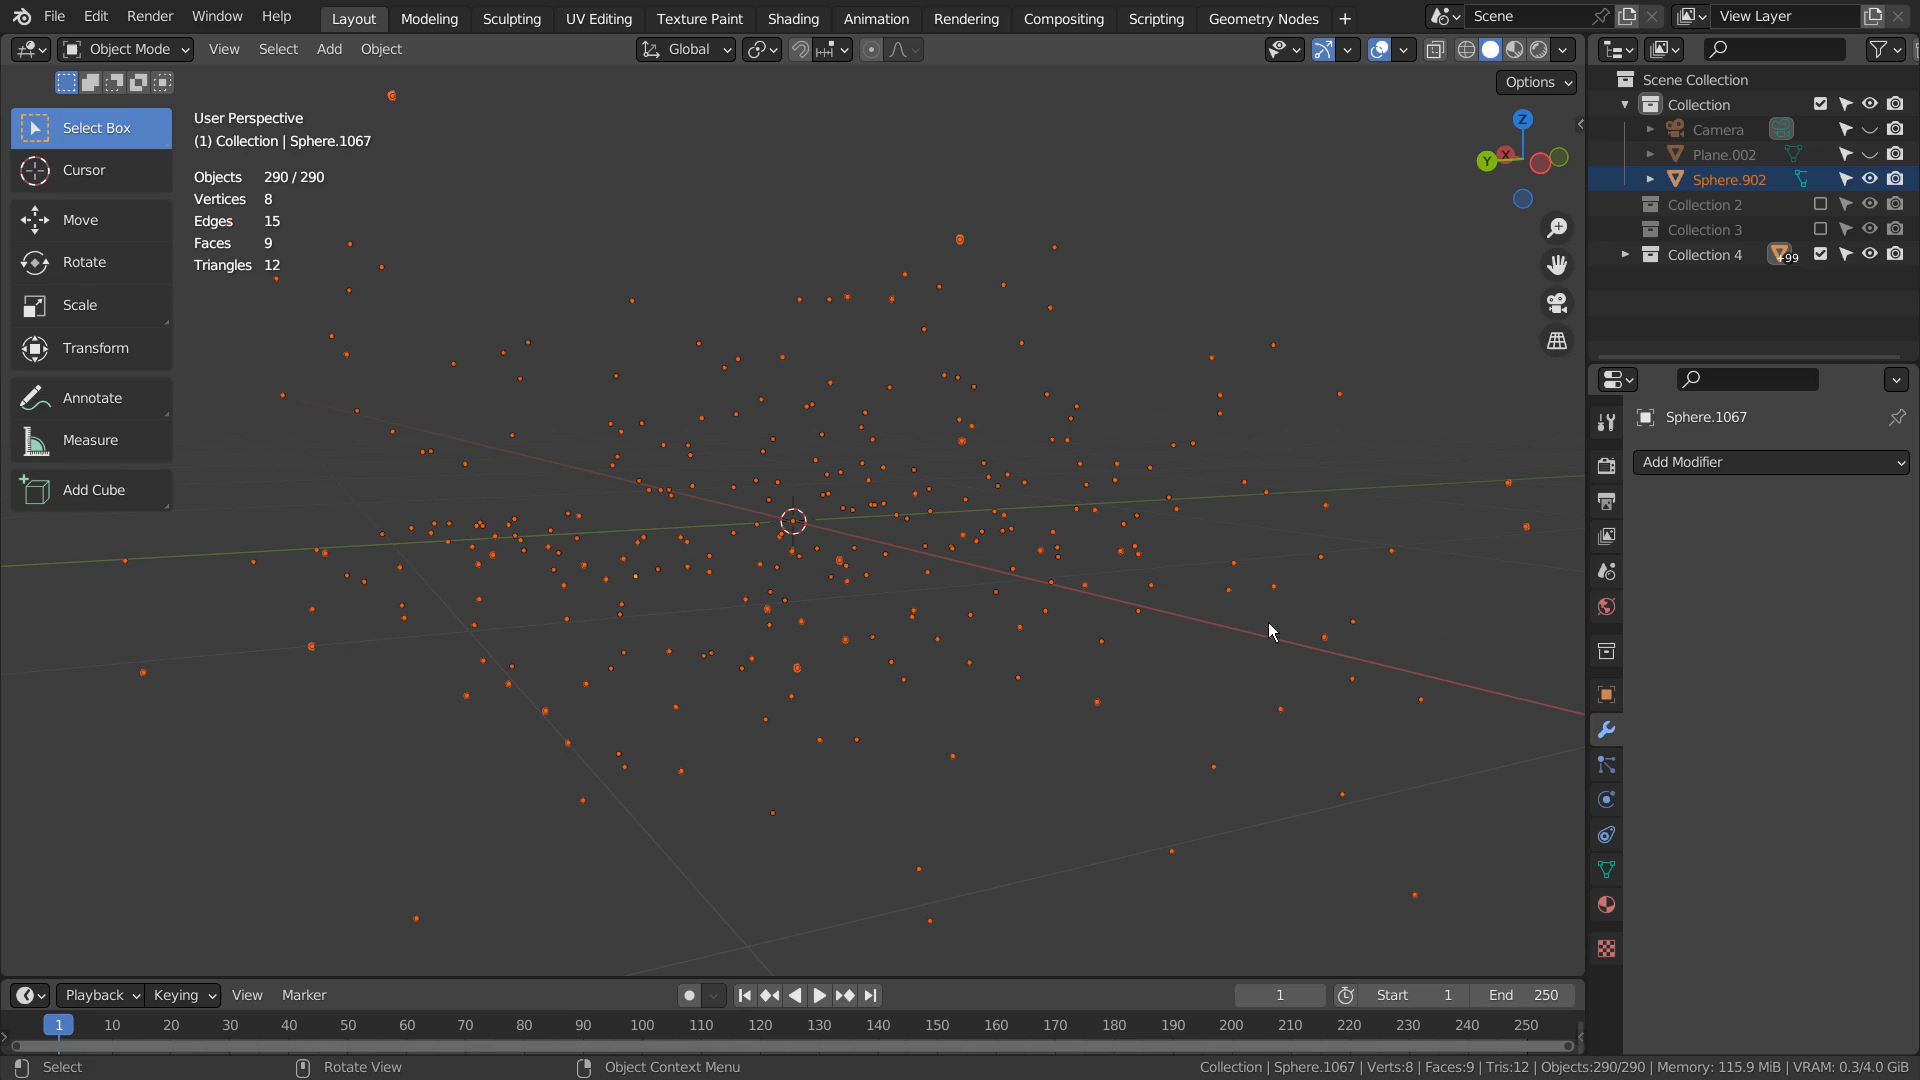 File Edit Render Window Help Layout Modeling Sculpting UV Editing Texture Paint Shading Animation Rendering Compositing Scripting Geometry Nodes + Scene View Layer
Object Mode View Select Add Object Global
Options
Select Box
Cursor
Move
Rotate
Scale
Transform
Annotate
Measure
Add Cube
User Perspective
(1) Collection | Sphere.1067
Objects 290 / 290
Vertices 8
Edges 15
Faces 9
Triangles 12
Z
Y
X
Scene Collection
Collection
Camera
Plane.002
Sphere.902
Collection 2
Collection 3
Collection 4 +99
Sphere.1067
Add Modifier
Playback Keying View Marker 1 Start 1 End 250
1 10 20 30 40 50 60 70 80 90 100 110 120 130 140 150 160 170 180 190 200 210 220 230 240 250
Select Rotate View Object Context Menu Collection | Sphere.1067 | Verts:8 | Faces:9 | Tris:12 | Objects:290/290 | Memory: 115.9 MiB | VRAM: 0.3/4.0 GiB